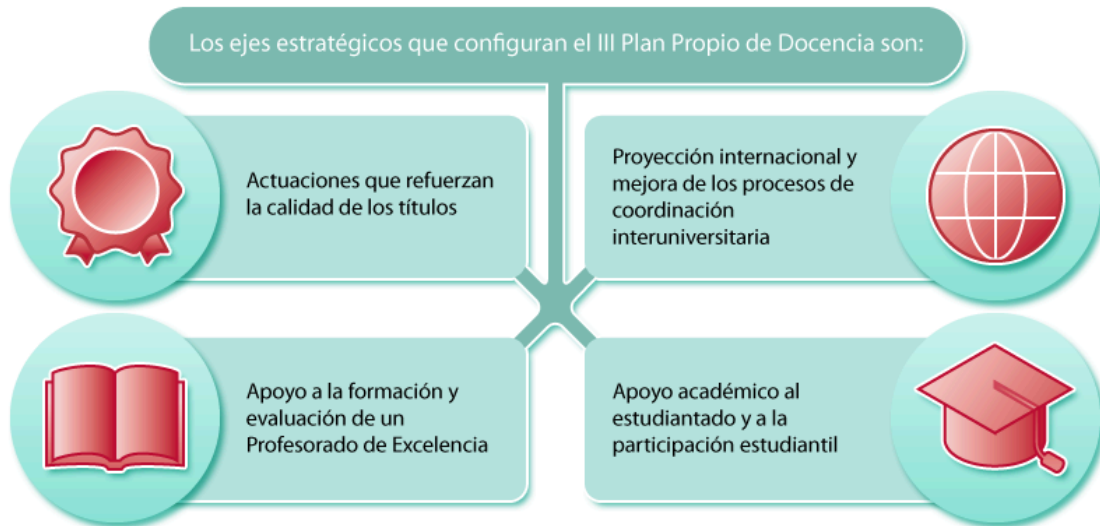 Los ejes estratégicos que configuran el III Plan Propio de Docencia son:
Actuaciones que refuerzan
la calidad de los títulos
Proyección internacional y
mejora de los procesos de
coordinación
interuniversitaria
Apoyo a la formación y
evaluación de un
Profesorado de Excelencia
Apoyo académico al
estudiantado y a la
participación estudiantil